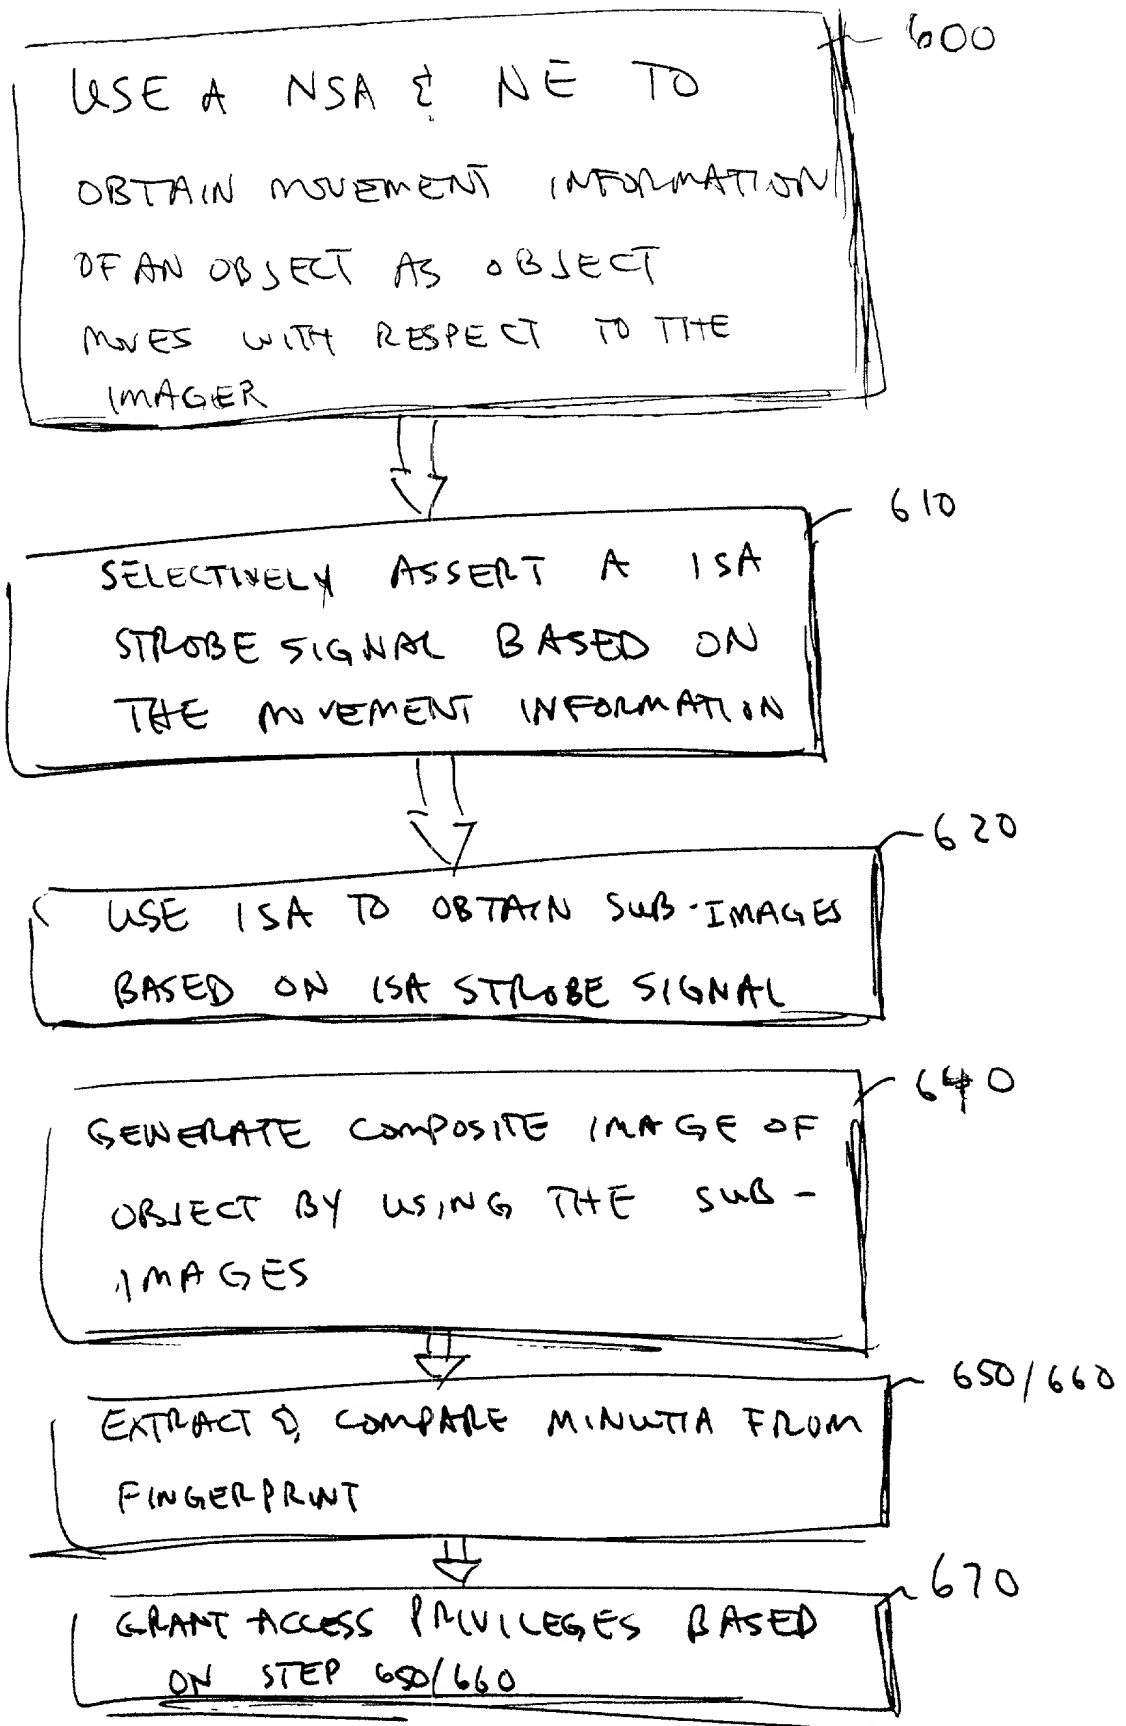 600
USE A NSA & NE TO
OBTAIN MOVEMENT INFORMATION
OF AN OBJECT AS OBJECT
MOVES WITH RESPECT TO THE
IMAGER
610
SELECTIVELY ASSERT A ISA
STROBE SIGNAL BASED ON
THE MOVEMENT INFORMATION
620
USE ISA TO OBTAIN SUB-IMAGES
BASED ON ISA STROBE SIGNAL
640
GENERATE COMPOSITE IMAGE OF
OBJECT BY USING THE SUB-
IMAGES
650/660
EXTRACT & COMPARE MINUTIA FROM
FINGERPRINT
670
GRANT ACCESS PRIVILEGES BASED
ON STEP 650/660